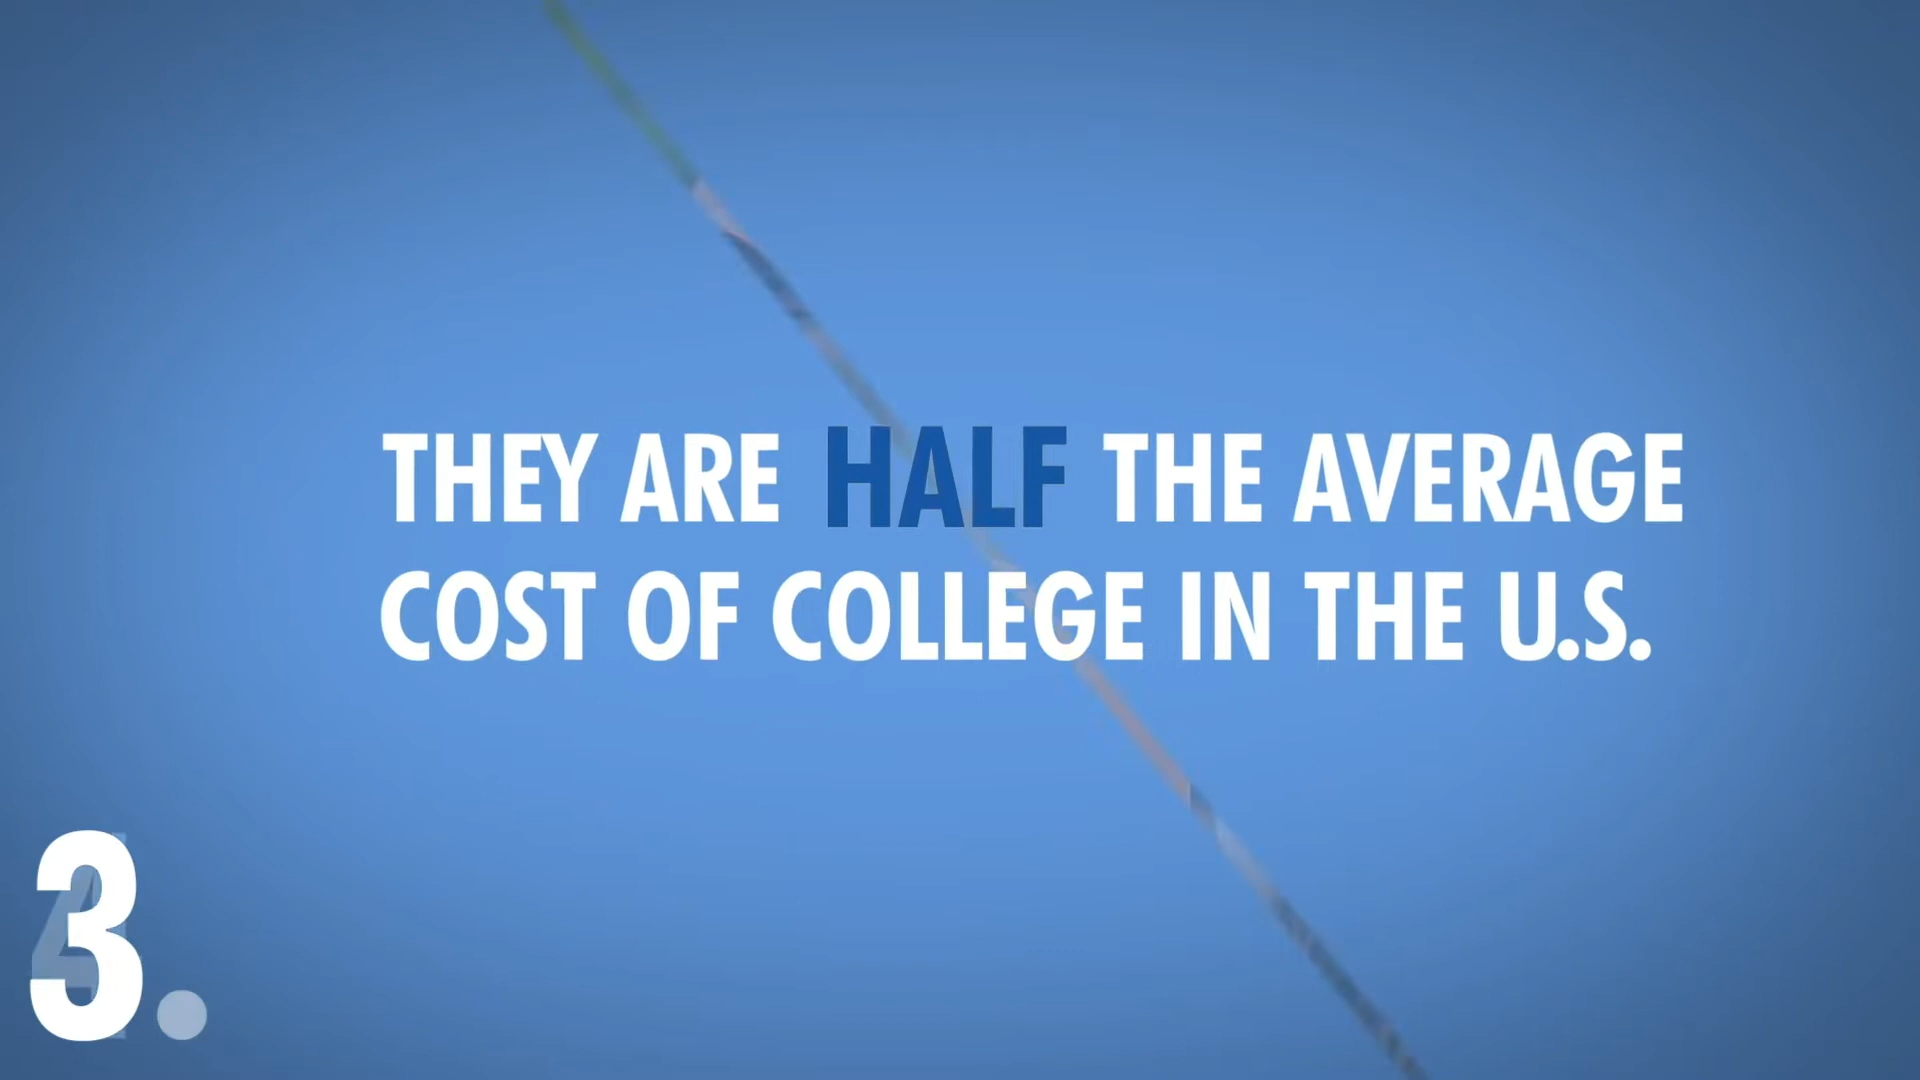 THEY ARE HALF THE AVERAGE
COST OF COLLEGE IN THE U.S.
3.